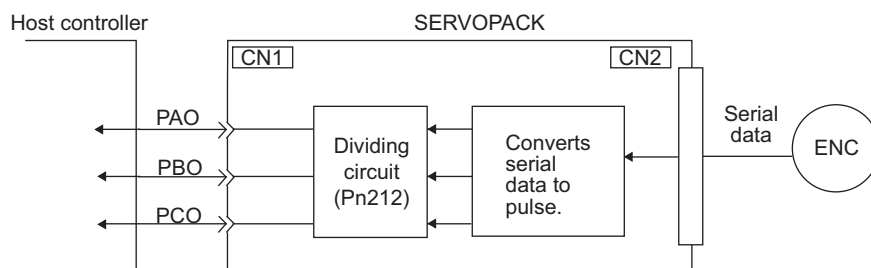 Host controller
SERVOPACK
CN1
CN2
PAO
PBO
PCO
Dividing
circuit
(Pn212)
Converts
serial
data to
pulse.
Serial
data
ENC